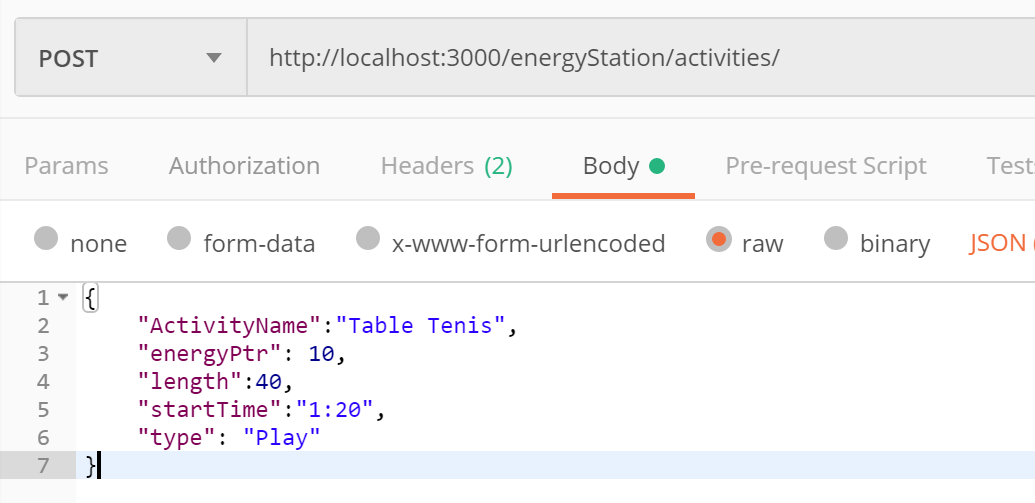 POST http://localhost:3000/energyStation/activities/
Params Authorization Headers (2) Body Pre-request Script
none form-data x-www-form-urlencoded raw binary JSON
1 {
2 "ActivityName":"Table Tenis",
3 "energyPtr": 10,
4 "length":40,
5 "startTime":"1:20",
6 "type": "Play"
7 }